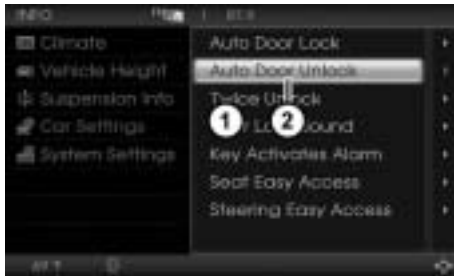 INFO
Climate
Vehicle Height
Suspension Info
Car Settings
System Settings
Auto Door Lock
Auto Door Unlock
Twice Unlock
1
2
Sound
Key Activates Alarm
Seat Easy Access
Steering Easy Access